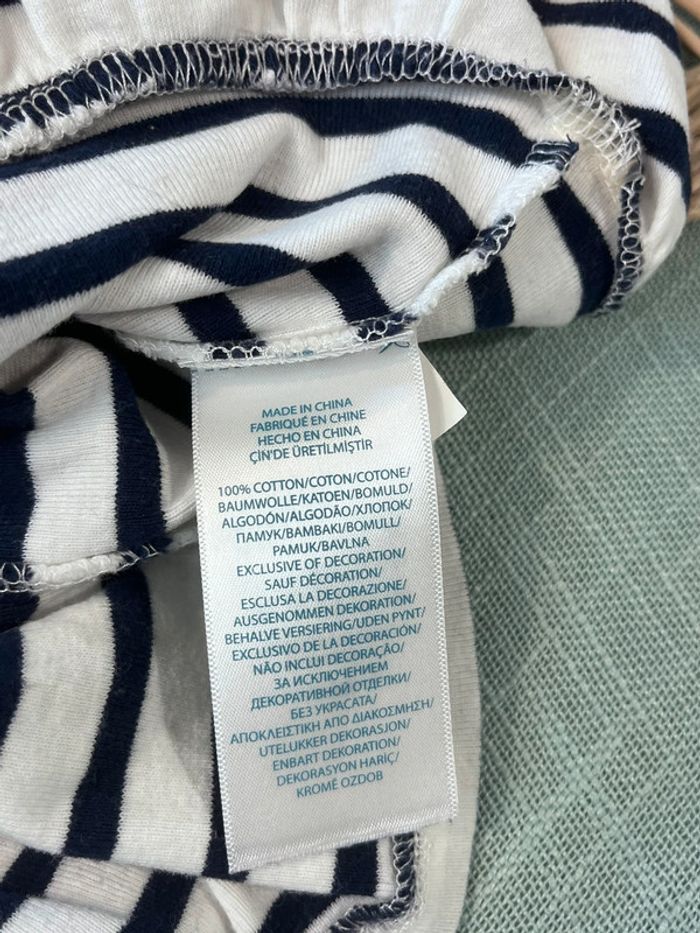 MADE IN CHINA
FABRIQUÉ EN CHINE
HECHO EN CHINA
ÇİN'DE ÜRETİLMİŞTİR
100% COTTON/COTON/COTONE/
BAUMWOLLE/KATOEN/BOMULD/
ALGODÓN/ALGODÃO/ХЛОПОК/
ПАМУК/BAMBAKI/BOMULL/
PAMUK/BAVLNA
EXCLUSIVE OF DECORATION/
SAUF DÉCORATION/
ESCLUSA LA DECORAZIONE/
AUSGENOMMEN DEKORATION/
BEHALVE VERSIERING/UDEN PYNT/
EXCLUSIVO DE LA DECORACIÓN/
NÃO INCLUI DECORAÇÃO/
ЗА ИСКЛЮЧЕНИЕМ
ДЕКОРАТИВНОЙ ОТДЕЛКИ/
БЕЗ УКРАСАТА/
ΑΠΟΚΛΕΙΣΤΙΚΗ ΑΠΟ ΔΙΑΚΟΣΜΗΣΗ/
UTELUKKER DEKORASJON/
ENBART DEKORATION/
DEKORASYON HARİÇ/
KROMĚ OZDOB